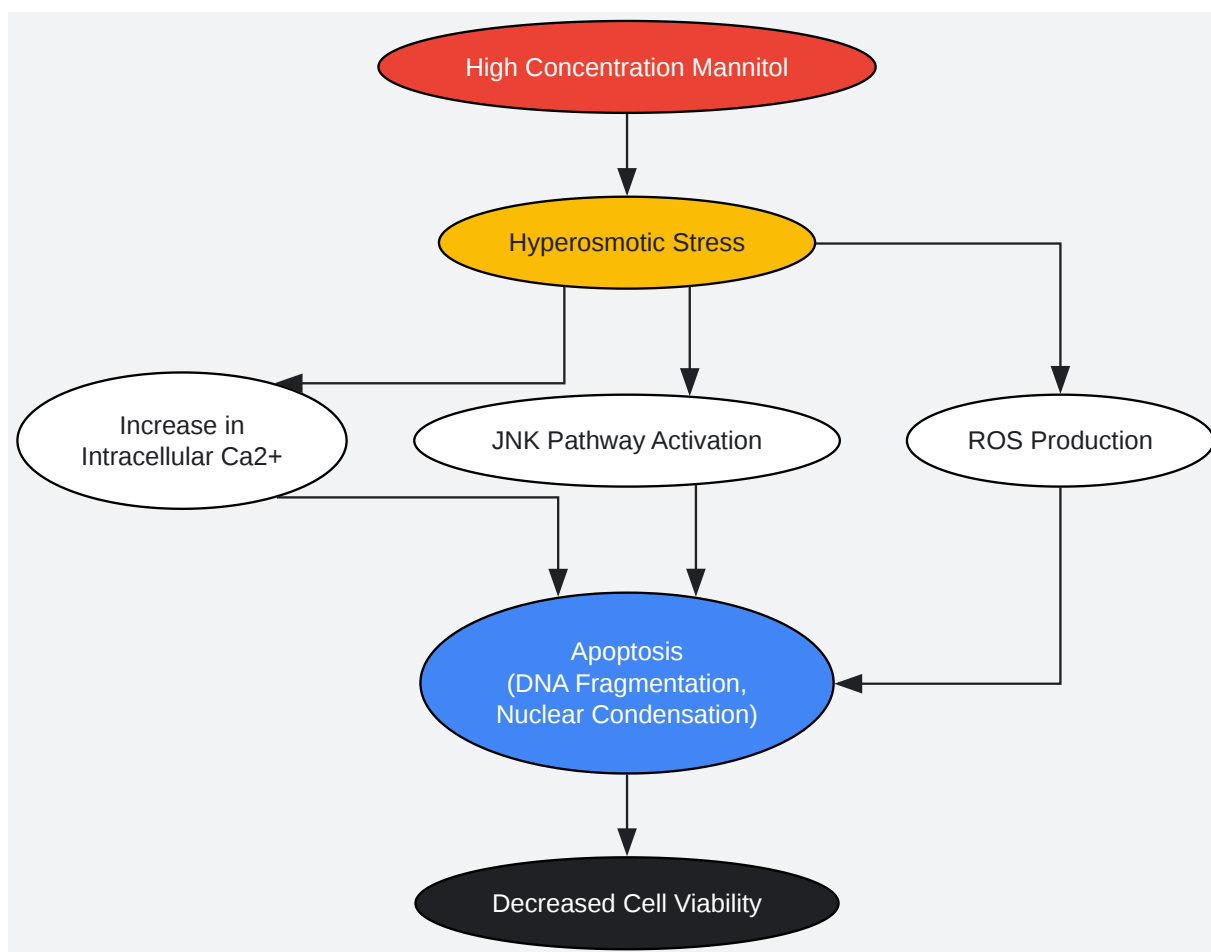 High Concentration Mannitol
Hyperosmotic Stress
Increase in
Intracellular Ca2+
JNK Pathway Activation
ROS Production
Apoptosis
(DNA Fragmentation,
Nuclear Condensation)
Decreased Cell Viability